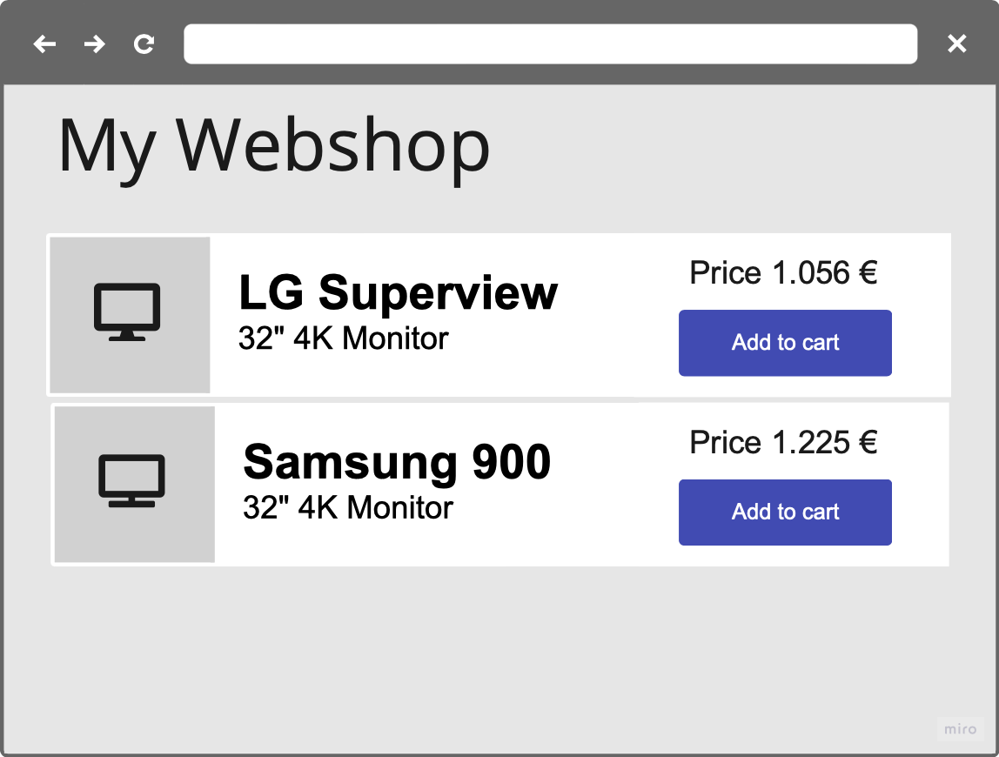 My Webshop
LG Superview
32" 4K Monitor
Price 1.056 €
Add to cart
Samsung 900
32" 4K Monitor
Price 1.225 €
Add to cart
miro